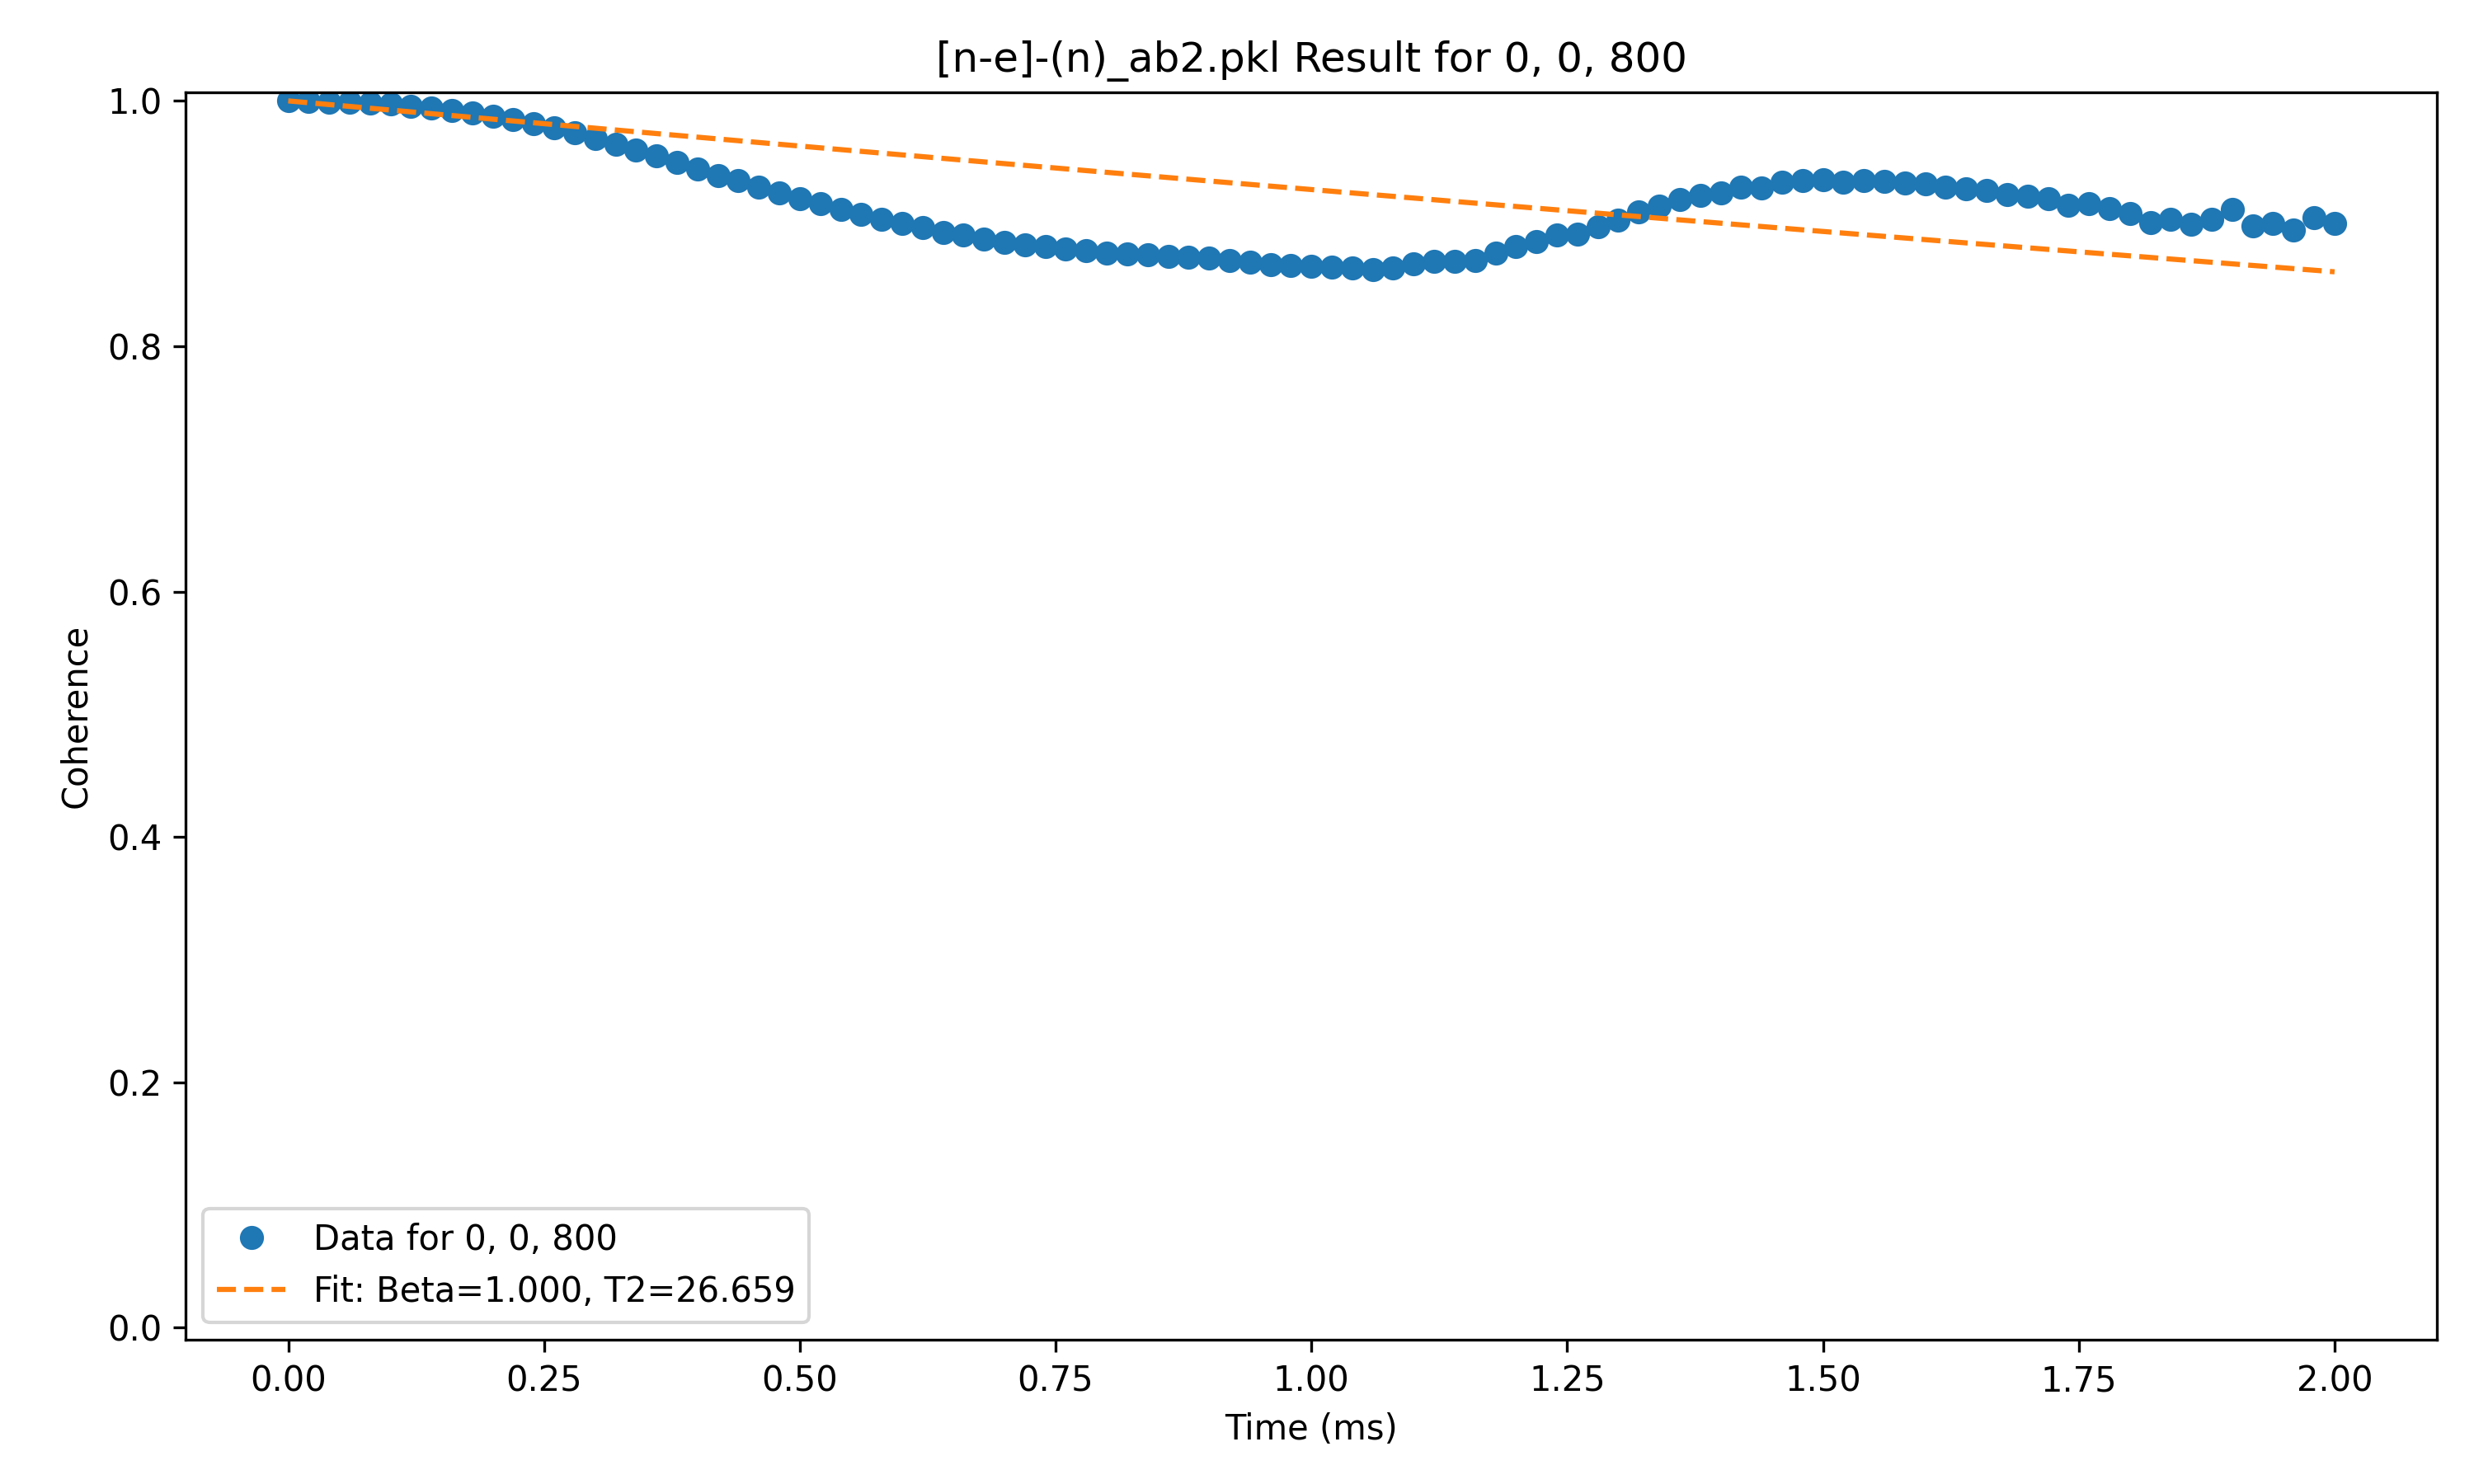 [n-e]-(n)_ab2.pkl Result for 0, 0, 800
1.0
0.8
0.6
0.4
0.2
0.0
Coherence
Data for 0, 0, 800
Fit: Beta=1.000, T2=26.659
0.00 0.25 0.50 0.75 1.00 1.25 1.50 1.75 2.00
Time (ms)